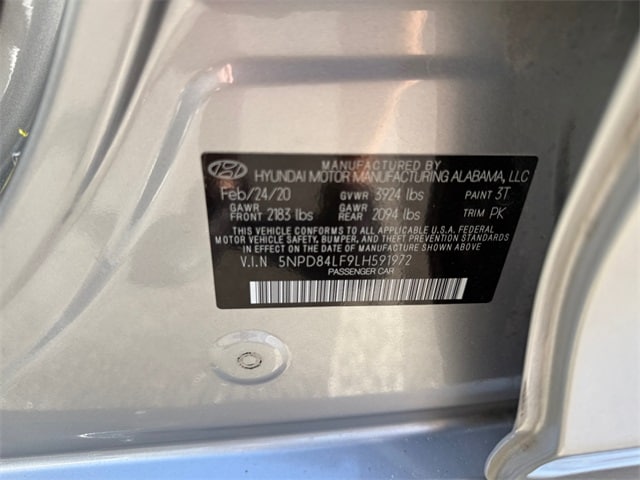 MANUFACTURED BY
HYUNDAI MOTOR MANUFACTURING ALABAMA, LLC
Feb/24/20 GVWR 3924 lbs PAINT 3T
GAWR FRONT 2183 lbs GAWR REAR 2094 lbs TRIM PK
THIS VEHICLE CONFORMS TO ALL APPLICABLE U.S.A FEDERAL
MOTOR VEHICLE SAFETY, BUMPER, AND THEFT PREVENTION STANDARDS
IN EFFECT ON THE DATE OF MANUFACTURE SHOWN ABOVE
V.I.N 5NPD84LF9LH591972
PASSENGER CAR